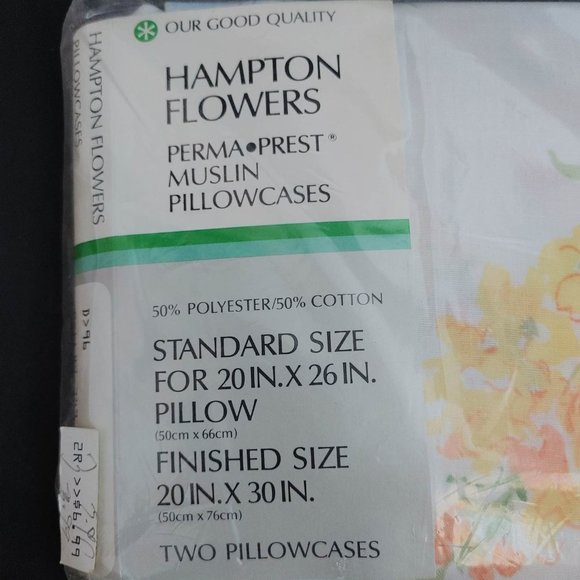 OUR GOOD QUALITY
HAMPTON
FLOWERS
PERMA•PREST®
MUSLIN
PILLOWCASES
50% POLYESTER/50% COTTON
STANDARD SIZE
FOR 20 IN. X 26 IN.
PILLOW
(50cm x 66cm)
FINISHED SIZE
20 IN. X 30 IN.
(50cm x 76cm)
TWO PILLOWCASES
HAMPTON FLOWERS
PILLOWCASES
D>96